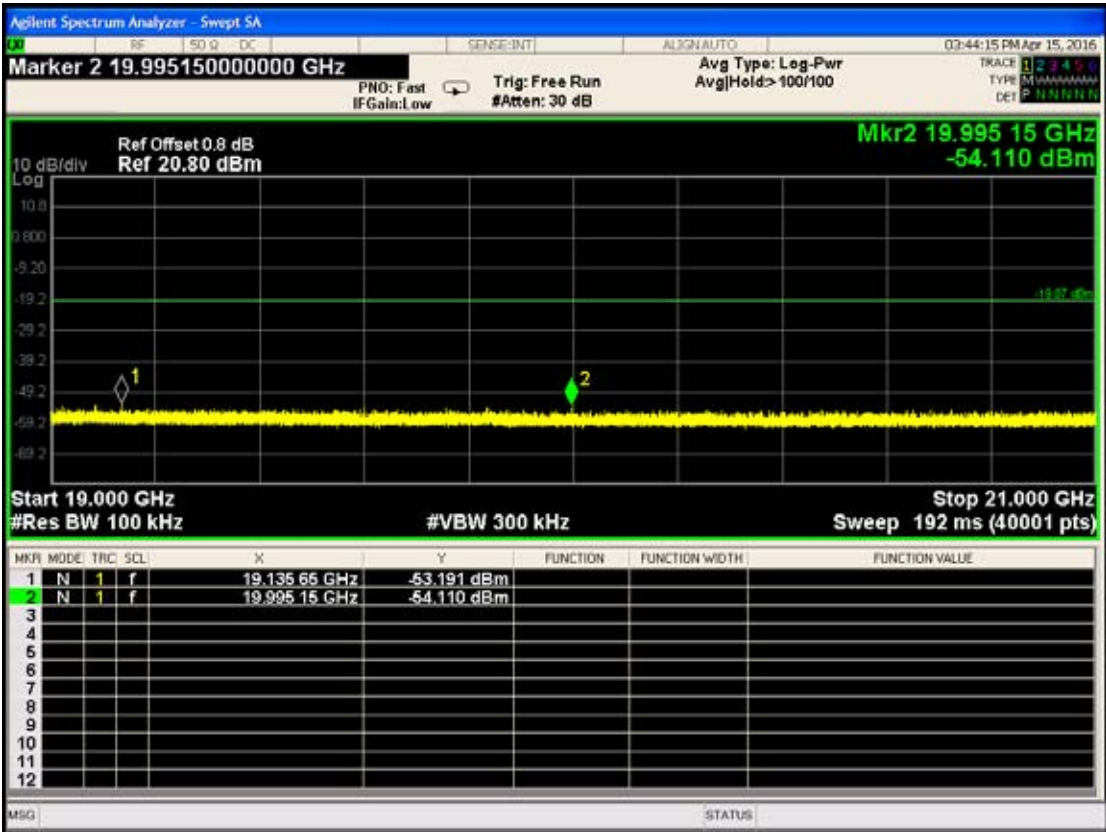 Agilent Spectrum Analyzer - Swept SA
LXI RF 50 Ω DC SENSE:INT ALIGN AUTO 03:44:15 PM Apr 15, 2016
Marker 2 19.995150000000 GHz
PNO: Fast
IFGain:Low
Trig: Free Run
#Atten: 30 dB
Avg Type: Log-Pwr
Avg|Hold:>100/100
TRACE 1 2 3 4 5 6
TYPE M
DET P N N N N N
Mkr2 19.995 15 GHz
-54.110 dBm
Ref Offset 0.8 dB
10 dB/div Ref 20.80 dBm
Log
10.8
0.800
-9.20
-19.2
-19.07 dBm
-29.2
-39.2
1
2
-49.2
-59.2
-69.2
Start 19.000 GHz Stop 21.000 GHz
#Res BW 100 kHz #VBW 300 kHz Sweep 192 ms (40001 pts)
MKR MODE TRC SCL X Y FUNCTION FUNCTION WIDTH FUNCTION VALUE
1 N 1 f 19.135 65 GHz -53.191 dBm
2 N 1 f 19.995 15 GHz -54.110 dBm
3
4
5
6
7
8
9
10
11
12
MSG STATUS